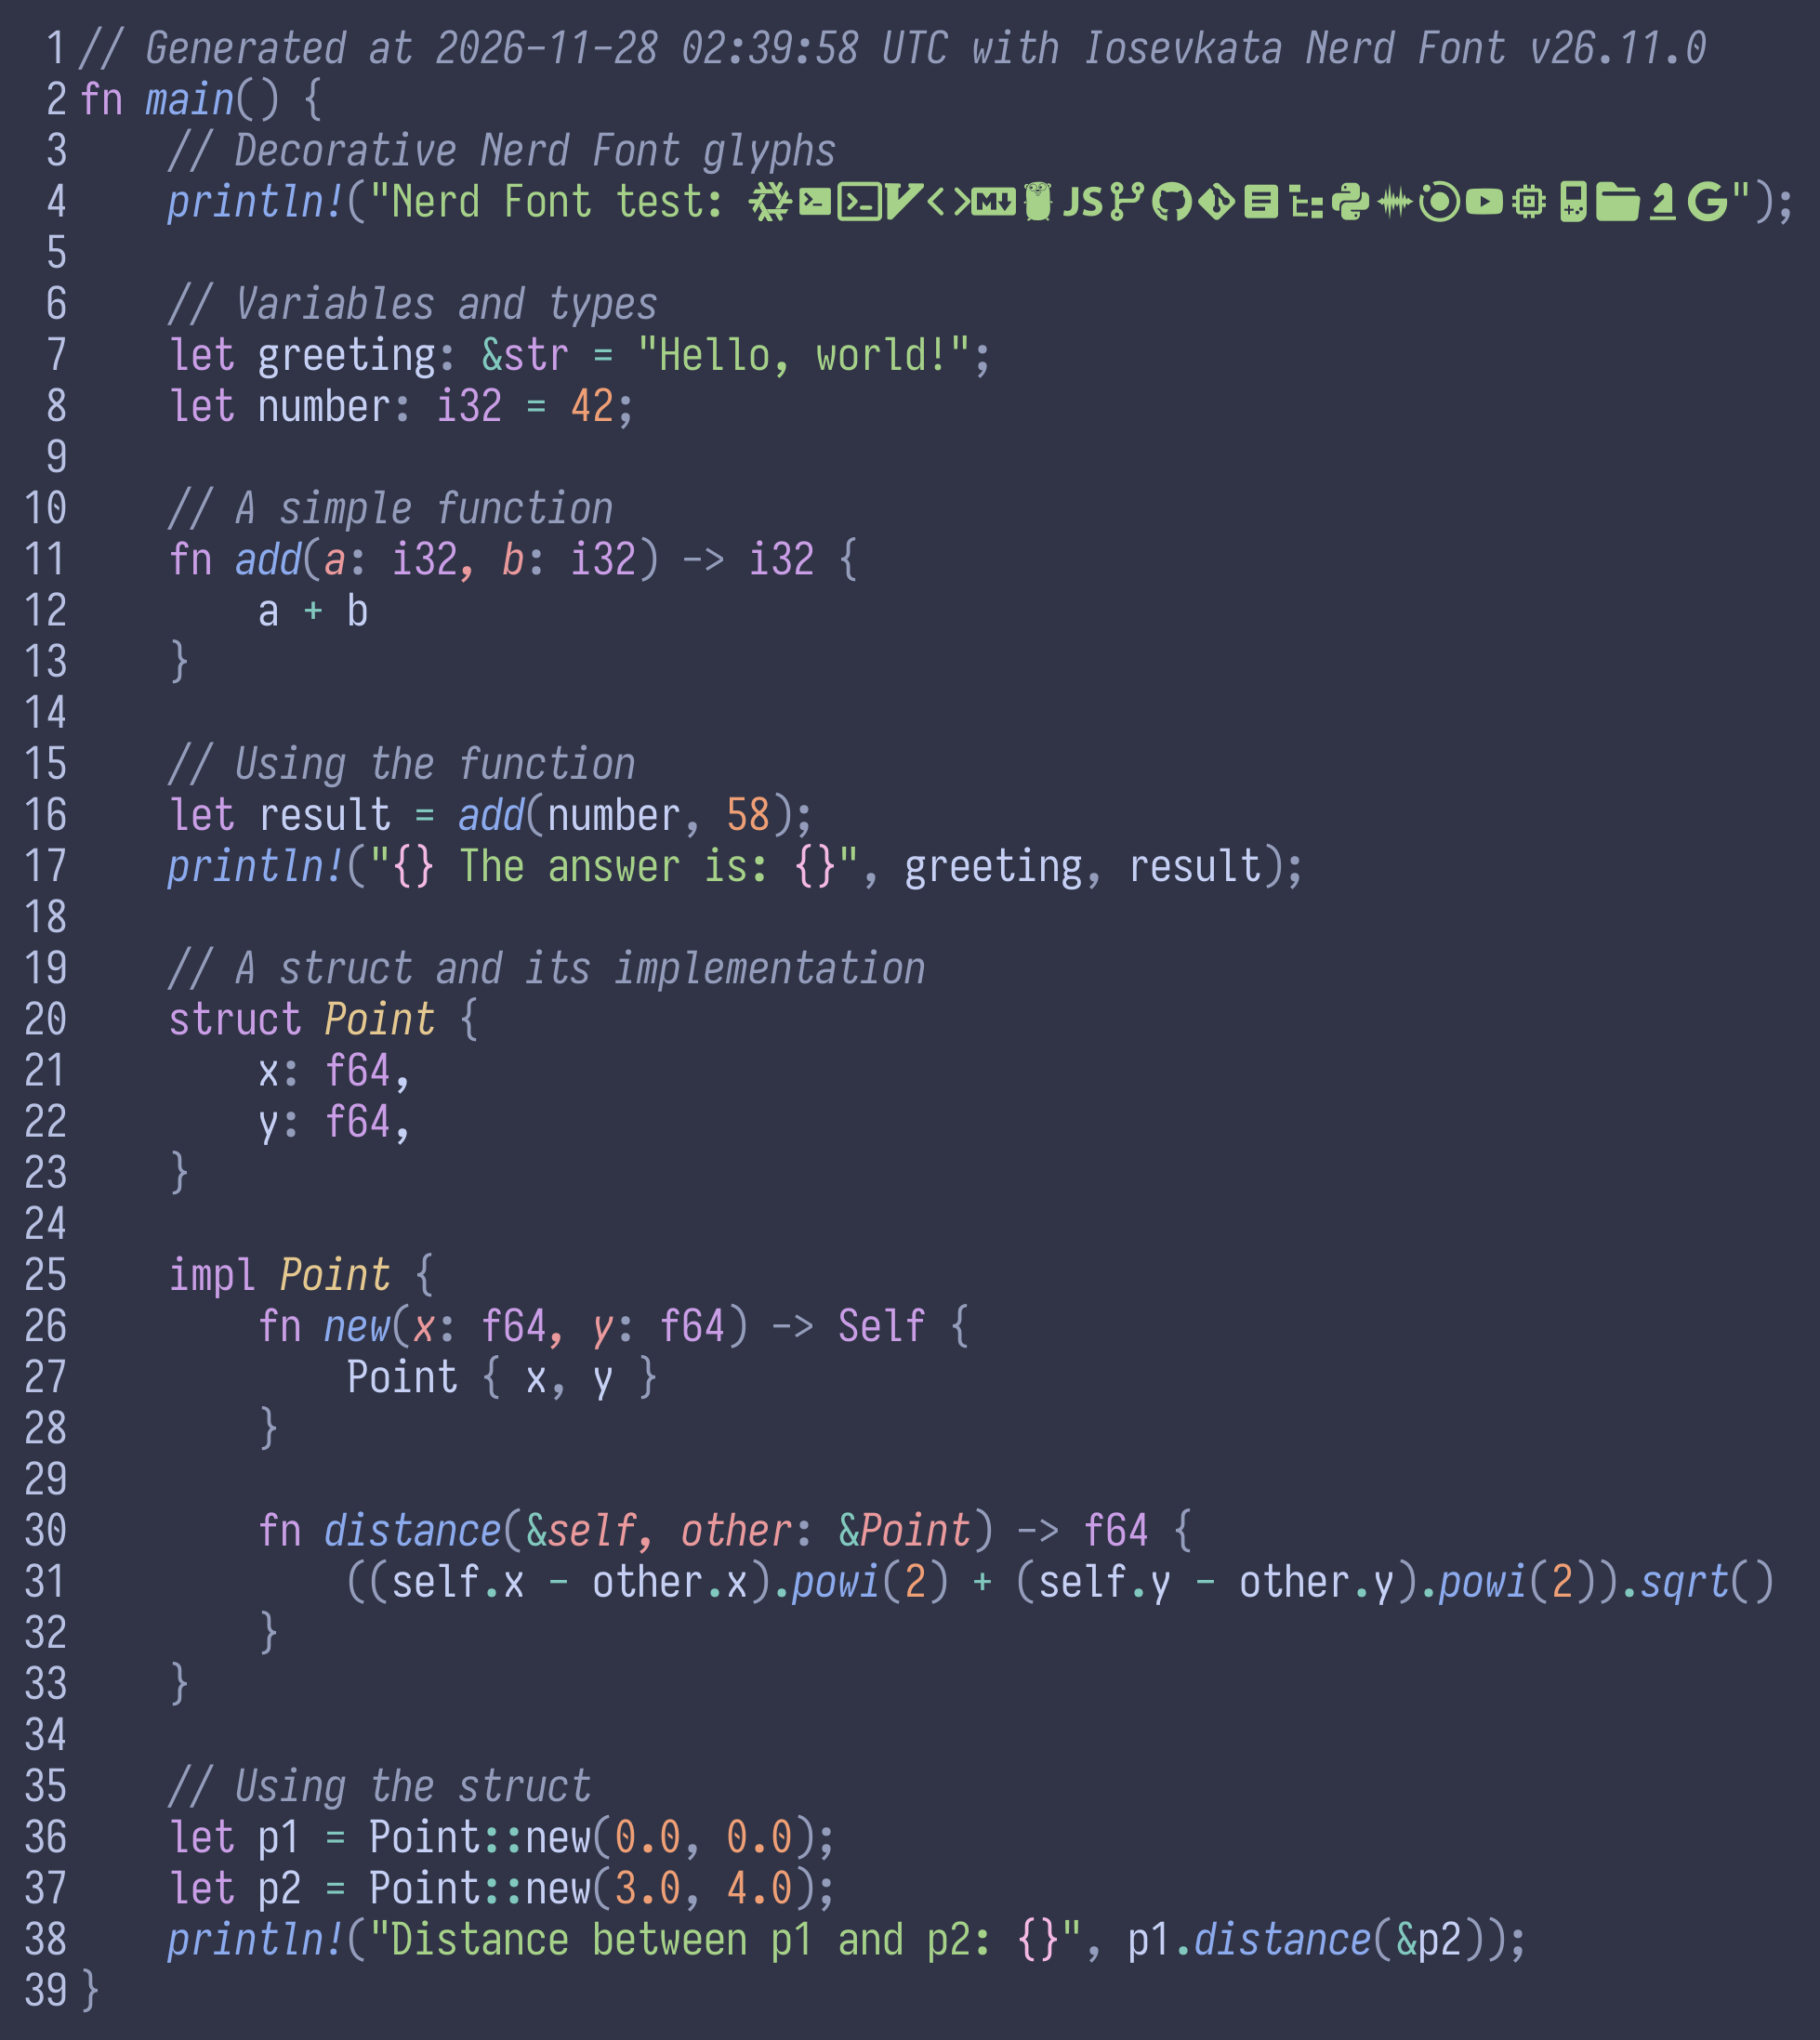 1 // Generated at 2026-11-28 02:39:58 UTC with Iosevkata Nerd Font v26.11.0
2 fn main() {
3     // Decorative Nerd Font glyphs
4     println!("Nerd Font test: JS");
5
6     // Variables and types
7     let greeting: &str = "Hello, world!";
8     let number: i32 = 42;
9
10     // A simple function
11     fn add(a: i32, b: i32) -> i32 {
12         a + b
13     }
14
15     // Using the function
16     let result = add(number, 58);
17     println!("{} The answer is: {}", greeting, result);
18
19     // A struct and its implementation
20     struct Point {
21         x: f64,
22         y: f64,
23     }
24
25     impl Point {
26         fn new(x: f64, y: f64) -> Self {
27             Point { x, y }
28         }
29
30         fn distance(&self, other: &Point) -> f64 {
31             ((self.x - other.x).powi(2) + (self.y - other.y).powi(2)).sqrt()
32         }
33     }
34
35     // Using the struct
36     let p1 = Point::new(0.0, 0.0);
37     let p2 = Point::new(3.0, 4.0);
38     println!("Distance between p1 and p2: {}", p1.distance(&p2));
39 }